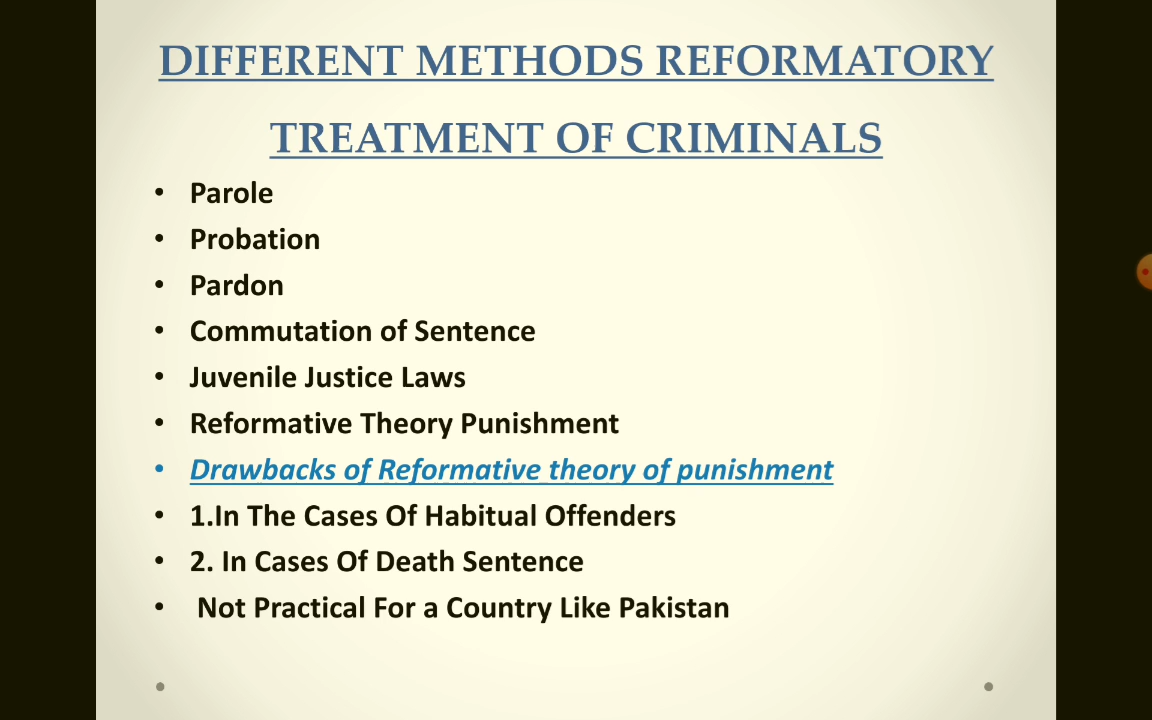 DIFFERENT METHODS REFORMATORY
TREATMENT OF CRIMINALS
• Parole
• Probation
• Pardon
• Commutation of Sentence
• Juvenile Justice Laws
• Reformative Theory Punishment
• Drawbacks of Reformative theory of punishment
• 1.In The Cases Of Habitual Offenders
• 2. In Cases Of Death Sentence
• Not Practical For a Country Like Pakistan